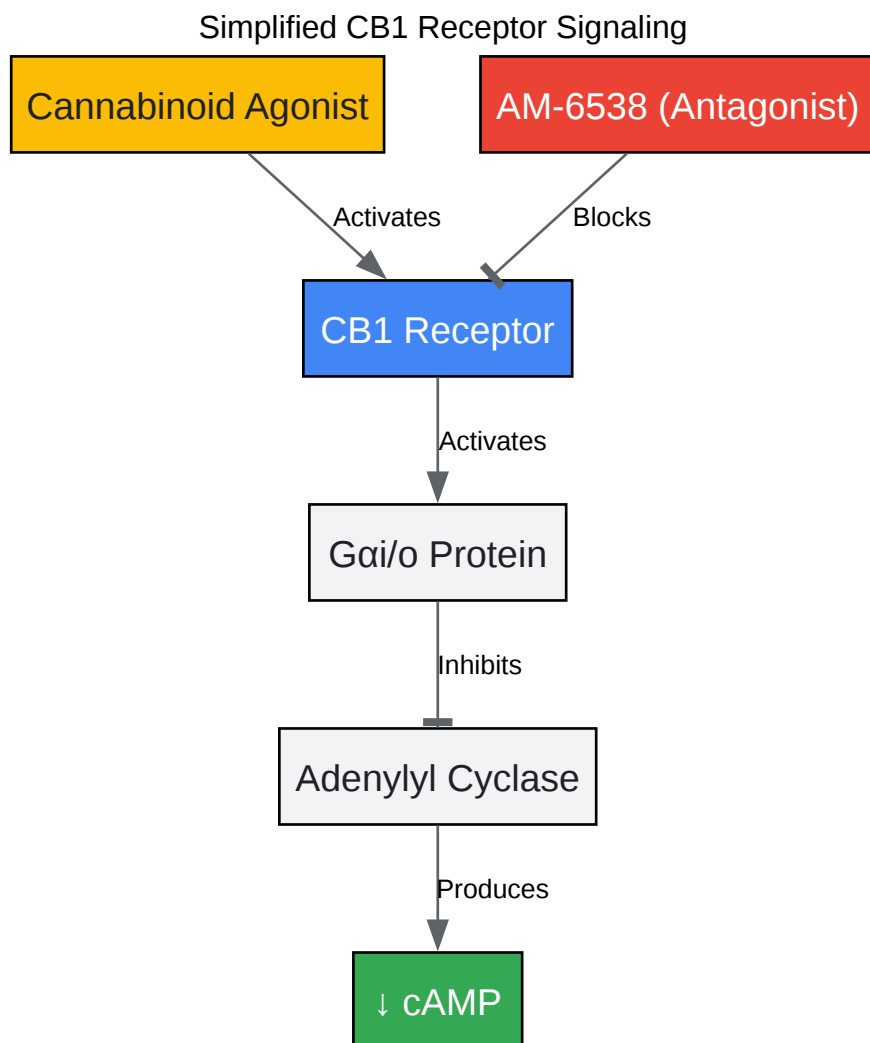 Simplified CB1 Receptor Signaling
Cannabinoid Agonist
AM-6538 (Antagonist)
Activates
Blocks
CB1 Receptor
Activates
Gαi/o Protein
Inhibits
Adenylyl Cyclase
Produces
↓ cAMP